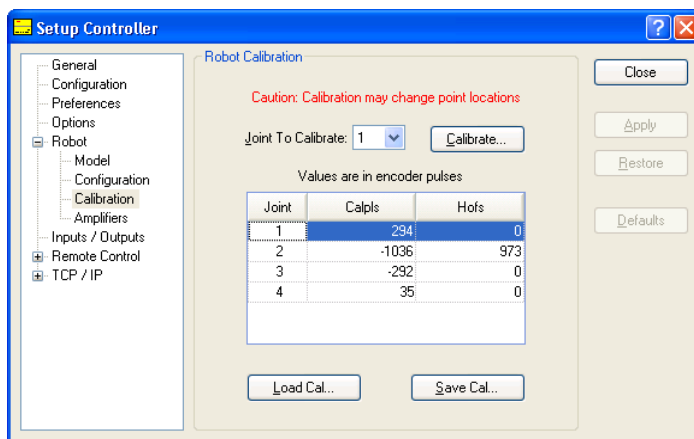 Setup Controller
General
Configuration
Preferences
Options
Robot
Model
Configuration
Calibration
Amplifiers
Inputs / Outputs
Remote Control
TCP / IP
Robot Calibration
Caution: Calibration may change point locations
Joint To Calibrate: 1 Calibrate...
Values are in encoder pulses
Joint Calpls Hofs
1 294 0
2 -1036 973
3 -292 0
4 35 0
Load Cal... Save Cal...
Close
Apply
Restore
Defaults